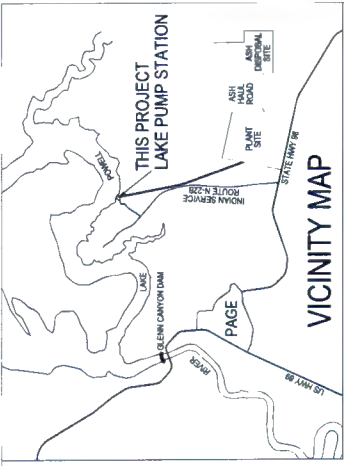 POWELL
THIS PROJECT
LAKE PUMP STATION
ASH
DISPOSAL
SITE
ASH
HAUL
ROAD
PLANT
SITE
INDIAN SERVICE
ROUTE N-22B
STATE HWY 98
LAKE
GLENN CANYON DAM
PAGE
RIVER
US HWY 89
VICINITY MAP